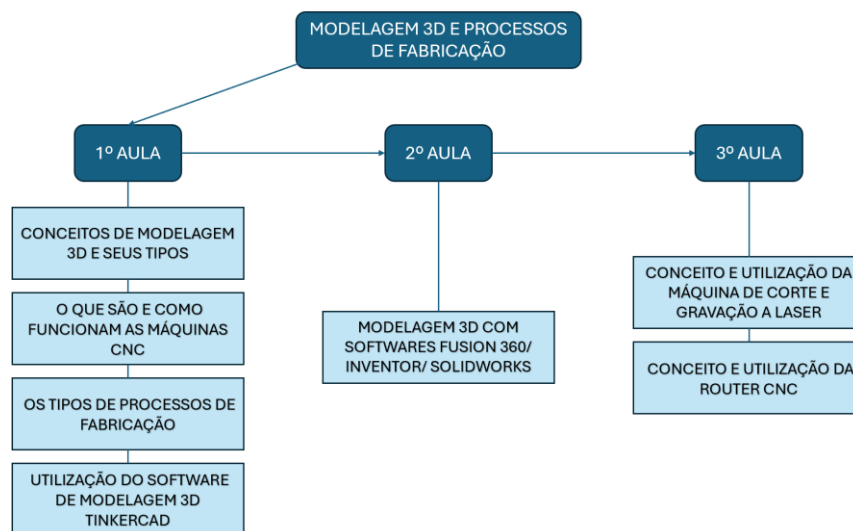 MODELAGEM 3D E PROCESSOS
DE FABRICAÇÃO
1º AULA
2º AULA
3º AULA
CONCEITOS DE MODELAGEM
3D E SEUS TIPOS
O QUE SÃO E COMO
FUNCIONAM AS MÁQUINAS
CNC
OS TIPOS DE PROCESSOS DE
FABRICAÇÃO
UTILIZAÇÃO DO SOFTWARE
DE MODELAGEM 3D
TINKERCAD
MODELAGEM 3D COM
SOFTWARES FUSION 360/
INVENTOR/ SOLIDWORKS
CONCEITO E UTILIZAÇÃO DA
MÁQUINA DE CORTE E
GRAVAÇÃO A LASER
CONCEITO E UTILIZAÇÃO DA
ROUTER CNC